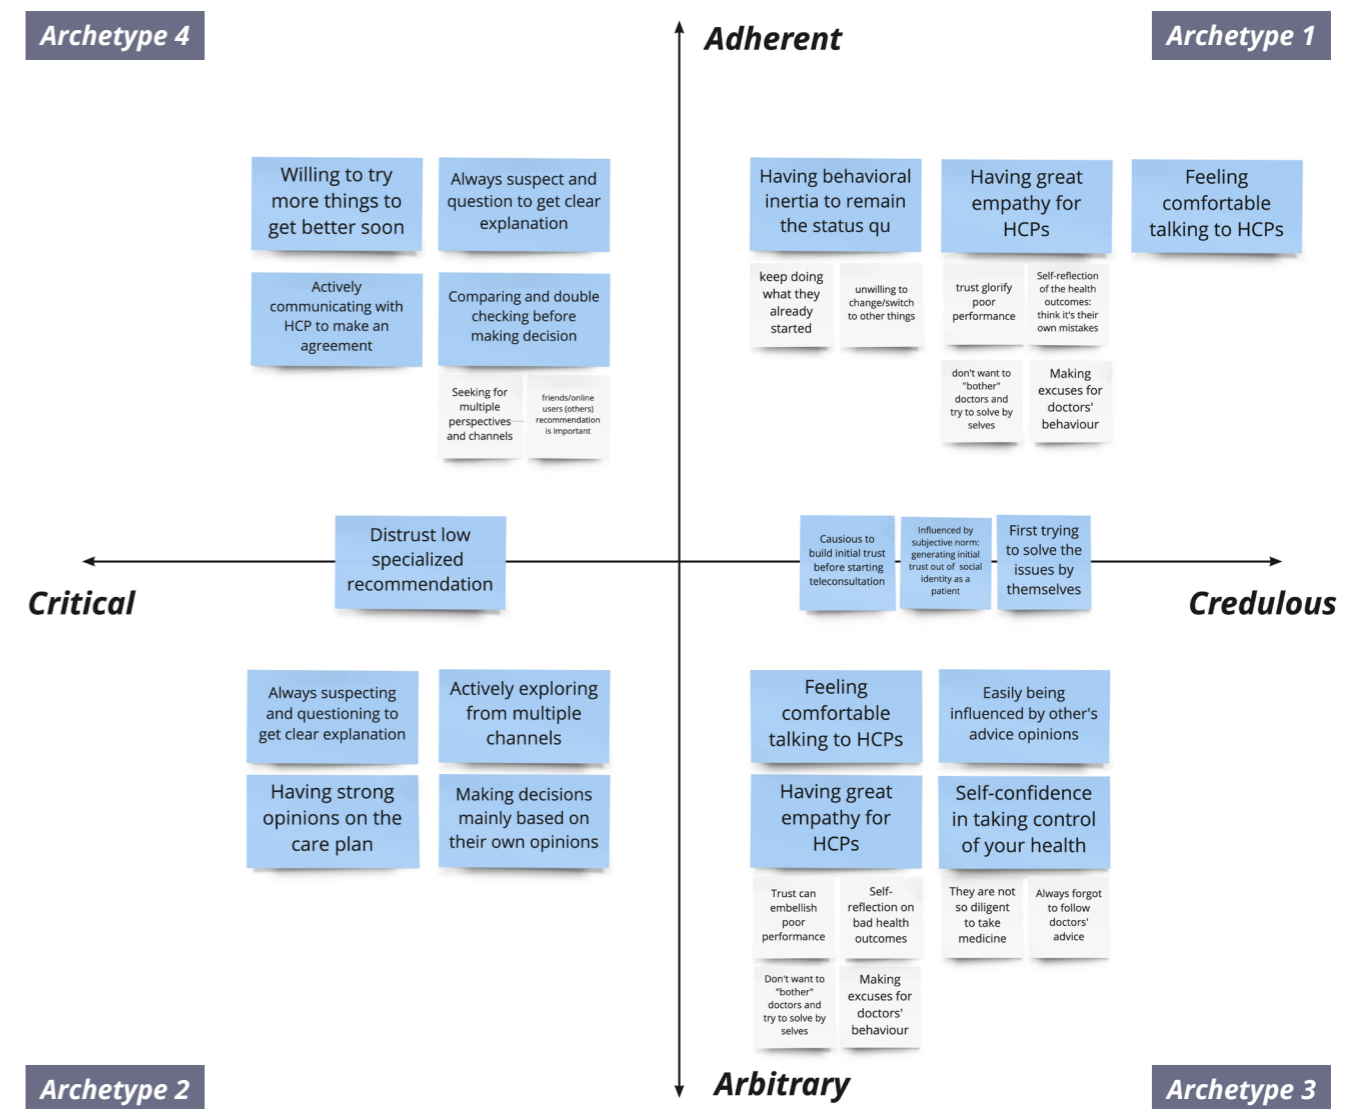 Archetype 4
Adherent
Archetype 1
Willing to try
more things to
get better soon
Always suspect and
question to get clear
explanation
Having behavioral
inertia to remain
the status qu
Having great
empathy for
HCPs
Feeling
comfortable
talking to HCPs
Actively
communicating with
HCP to make an
agreement
Comparing and double
checking before
making decision
keep doing
what they
already
started
unwilling to
change/switch
to other things
trust glorify
poor
performance
Self-reflection
of the health
outcomes:
think it's their
own mistakes
Seeking for
multiple
perspectives
and channels
friends/online
users (others)
recommendation
is important
don't want to
"bother"
doctors and
try to solve by
selves
Making
excuses for
doctors'
behaviour
Distrust low
specialized
recommendation
Causious to
build initial trust
before starting
teleconsultation
Influenced by
subjective norm:
generating initial
trust out of social
identity as a
patient
First trying
to solve the
issues by
themselves
Critical
Credulous
Always suspecting
and questioning to
get clear explanation
Actively exploring
from multiple
channels
Feeling
comfortable
talking to HCPs
Easily being
influenced by other's
advice opinions
Having strong
opinions on the
care plan
Making decisions
mainly based on
their own opinions
Having great
empathy for
HCPs
Self-confidence
in taking control
of your health
Trust can
embellish
poor
performance
Self-
reflection on
bad health
outcomes
They are not
so diligent
to take
medicine
Always forgot
to follow
doctors'
advice
Don't want to
"bother"
doctors and
try to solve by
selves
Making
excuses for
doctors'
behaviour
Archetype 2
Arbitrary
Archetype 3